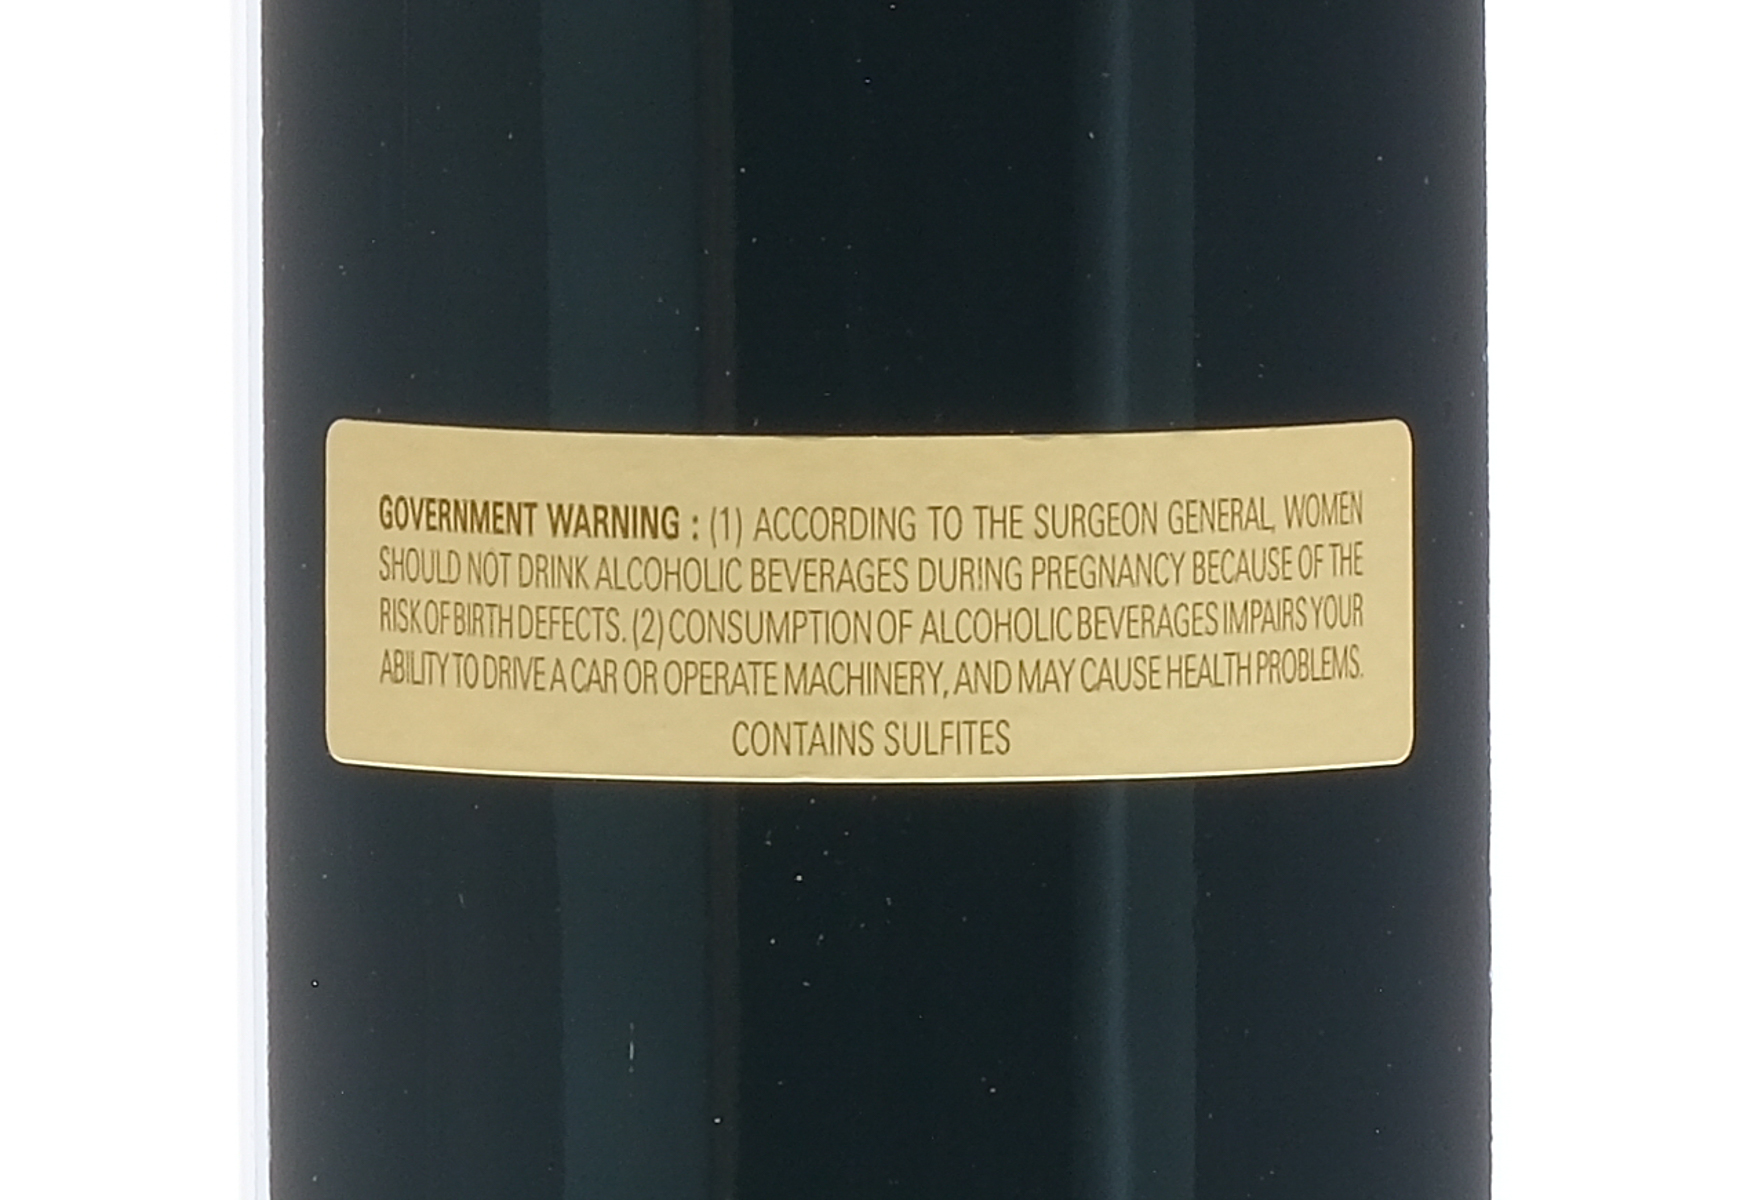 GOVERNMENT WARNING : (1) ACCORDING TO THE SURGEON GENERAL, WOMEN
SHOULD NOT DRINK ALCOHOLIC BEVERAGES DURING PREGNANCY BECAUSE OF THE
RISK OF BIRTH DEFECTS. (2) CONSUMPTION OF ALCOHOLIC BEVERAGES IMPAIRS YOUR
ABILITY TO DRIVE A CAR OR OPERATE MACHINERY, AND MAY CAUSE HEALTH PROBLEMS.
CONTAINS SULFITES